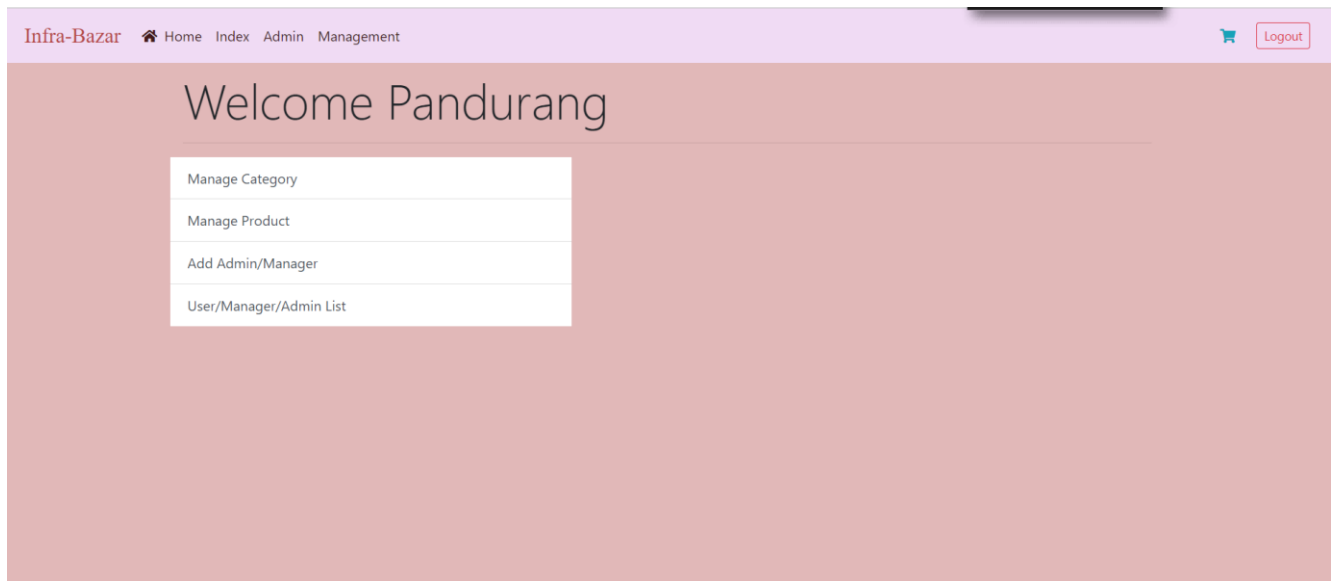 Infra-Bazar Home Index Admin Management Logout
Welcome Pandurang
Manage Category
Manage Product
Add Admin/Manager
User/Manager/Admin List